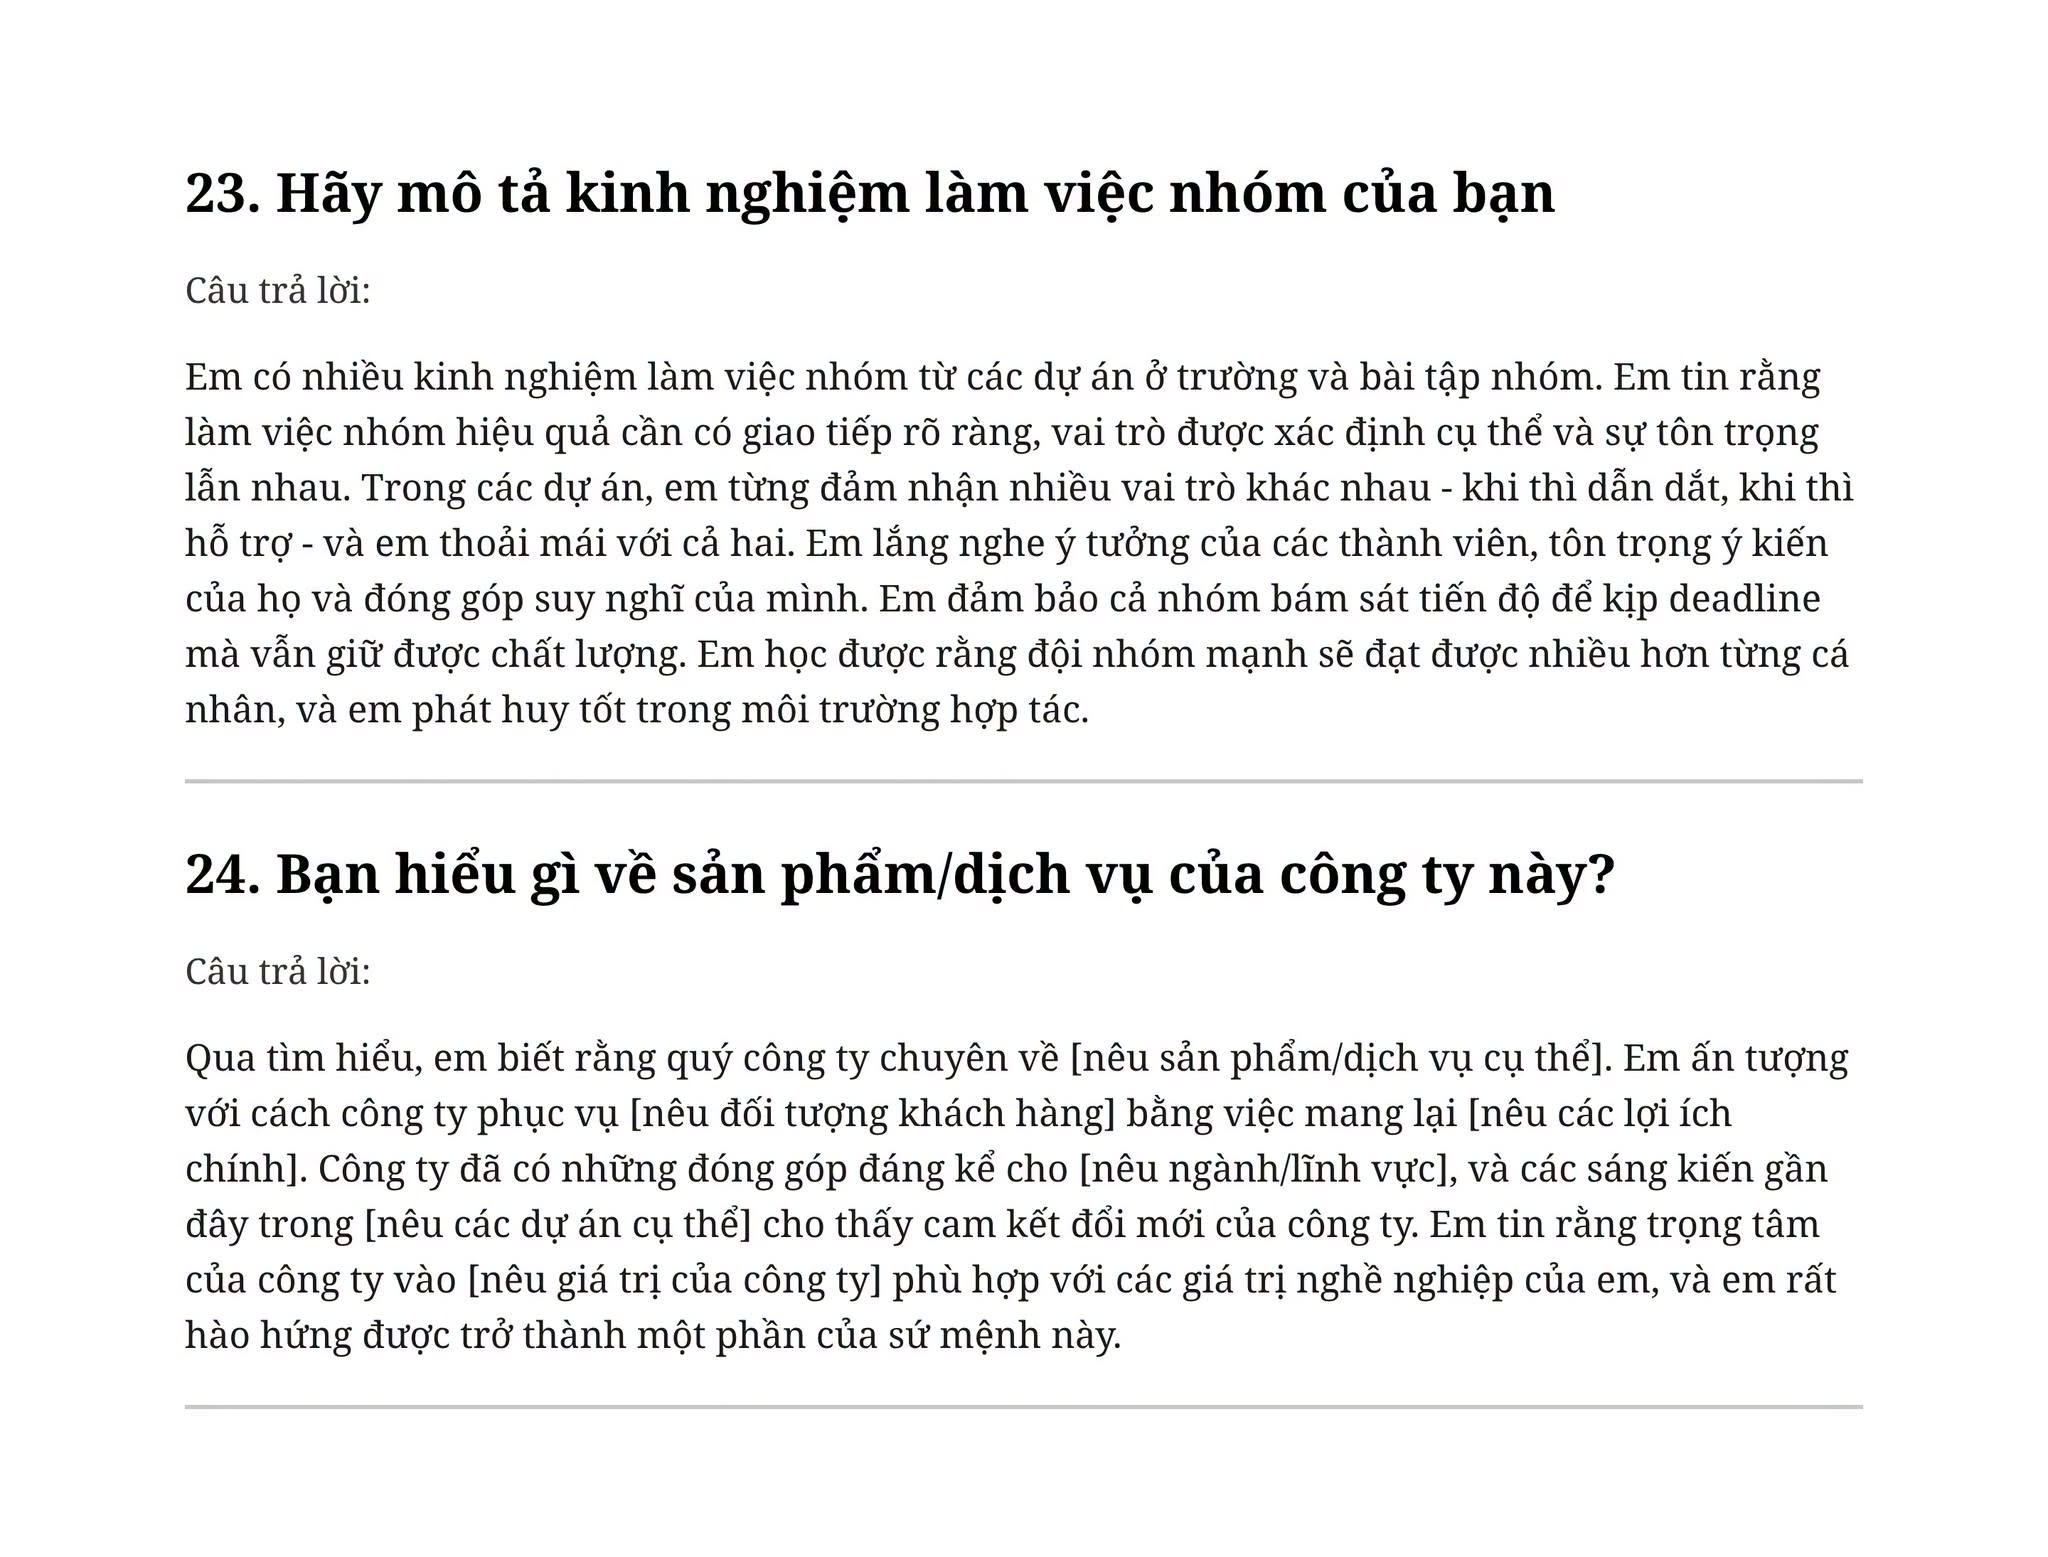 23. Hãy mô tả kinh nghiệm làm việc nhóm của bạn
Câu trả lời:
Em có nhiều kinh nghiệm làm việc nhóm từ các dự án ở trường và bài tập nhóm. Em tin rằng
làm việc nhóm hiệu quả cần có giao tiếp rõ ràng, vai trò được xác định cụ thể và sự tôn trọng
lẫn nhau. Trong các dự án, em từng đảm nhận nhiều vai trò khác nhau - khi thì dẫn dắt, khi thì
hỗ trợ - và em thoải mái với cả hai. Em lắng nghe ý tưởng của các thành viên, tôn trọng ý kiến
của họ và đóng góp suy nghĩ của mình. Em đảm bảo cả nhóm bám sát tiến độ để kịp deadline
mà vẫn giữ được chất lượng. Em học được rằng đội nhóm mạnh sẽ đạt được nhiều hơn từng cá
nhân, và em phát huy tốt trong môi trường hợp tác.
24. Bạn hiểu gì về sản phẩm/dịch vụ của công ty này?
Câu trả lời:
Qua tìm hiểu, em biết rằng quý công ty chuyên về [nêu sản phẩm/dịch vụ cụ thể]. Em ấn tượng
với cách công ty phục vụ [nêu đối tượng khách hàng] bằng việc mang lại [nêu các lợi ích
chính]. Công ty đã có những đóng góp đáng kể cho [nêu ngành/lĩnh vực], và các sáng kiến gần
đây trong [nêu các dự án cụ thể] cho thấy cam kết đổi mới của công ty. Em tin rằng trọng tâm
của công ty vào [nêu giá trị của công ty] phù hợp với các giá trị nghề nghiệp của em, và em rất
hào hứng được trở thành một phần của sứ mệnh này.